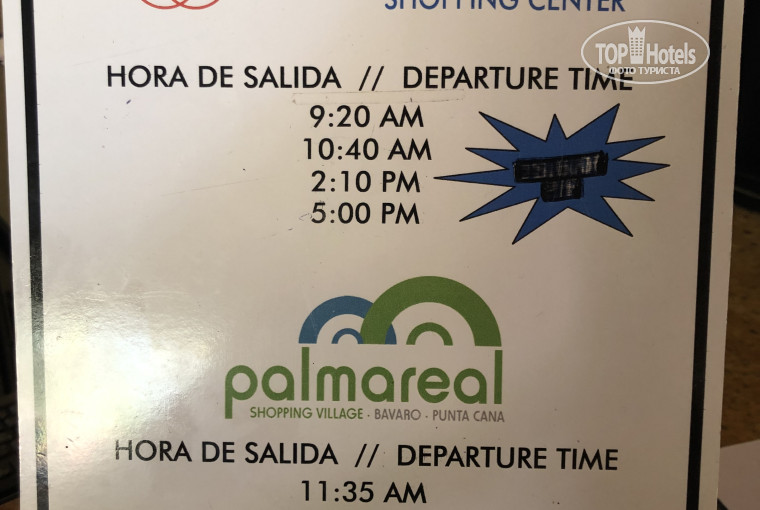 SHOPPING CENTER
TOP Hotels
ФОТО ТУРИСТА
HORA DE SALIDA // DEPARTURE TIME
9:20 AM
10:40 AM
2:10 PM
5:00 PM
palmareal
SHOPPING VILLAGE · BAVARO · PUNTA CANA
HORA DE SALIDA // DEPARTURE TIME
11:35 AM